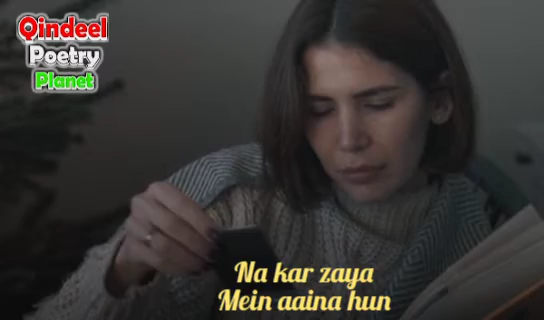 Qindeel
Poetry
Planet
Na kar zaya
Mein aaina hun